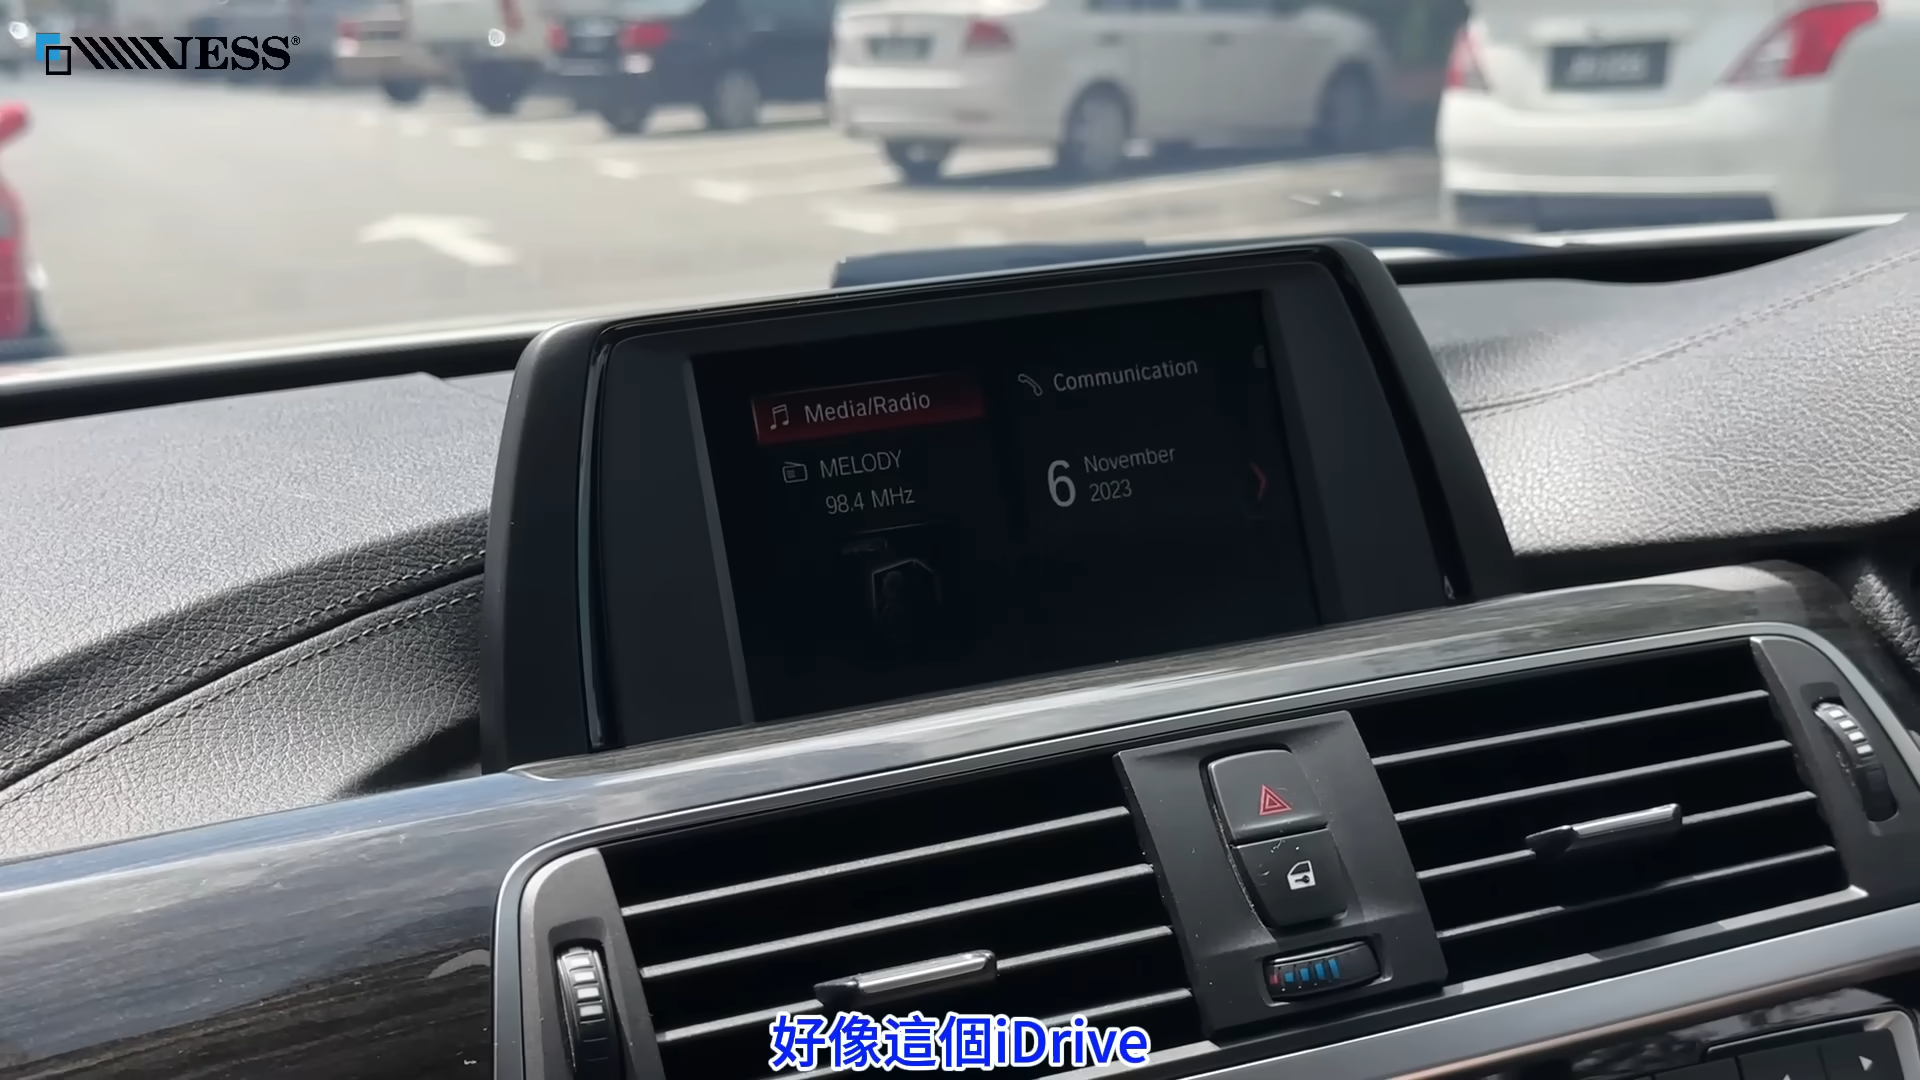 VESS®
Media/Radio
Communication
MELODY
98.4 MHz
6
November
2023
好像這個iDrive